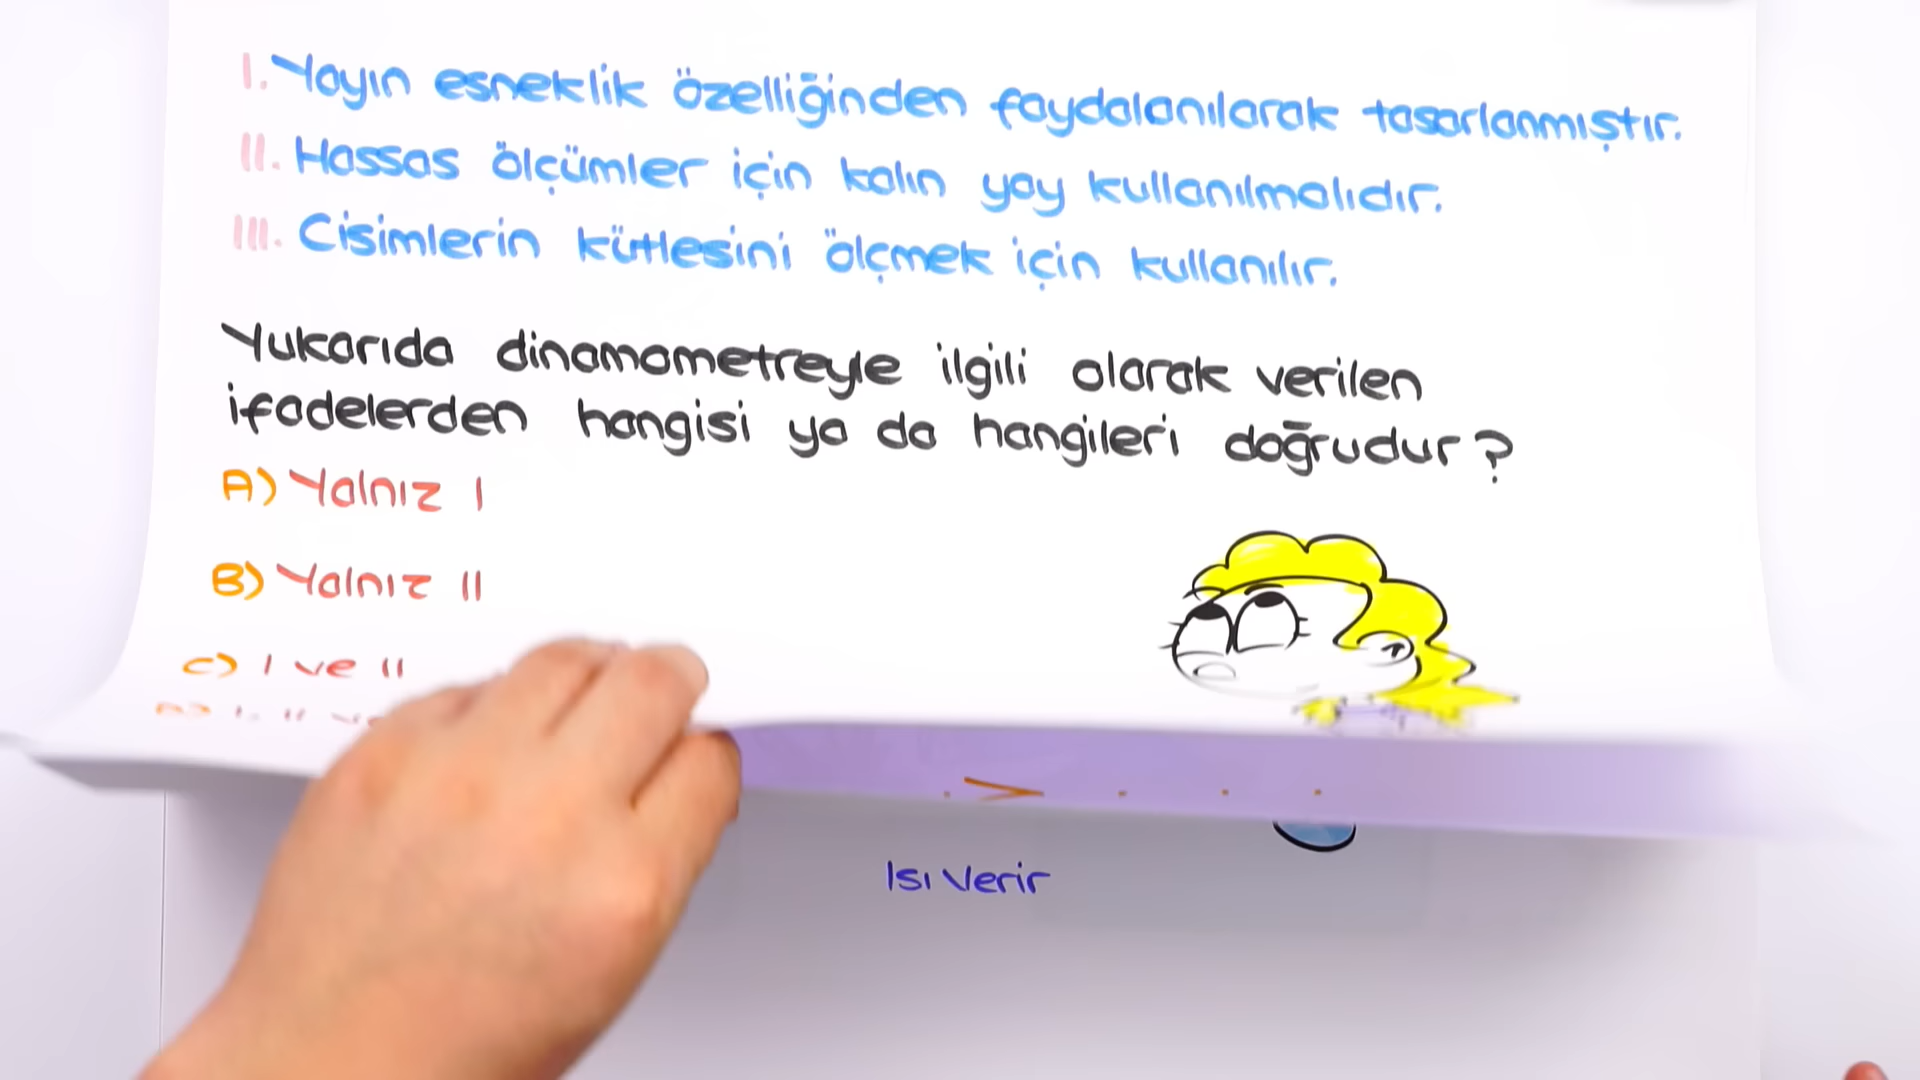 I. Yayın esneklik özelliğinden faydalanılarak tasarlanmıştır.
II. Hassas ölçümler için kalın yay kullanılmalıdır.
III. Cisimlerin kütlesini ölçmek için kullanılır.
Yukarıda dinamometreyle ilgili olarak verilen
ifadelerden hangisi ya da hangileri doğrudur?
A) Yalnız I
B) Yalnız II
C) I ve II
Isı Verir